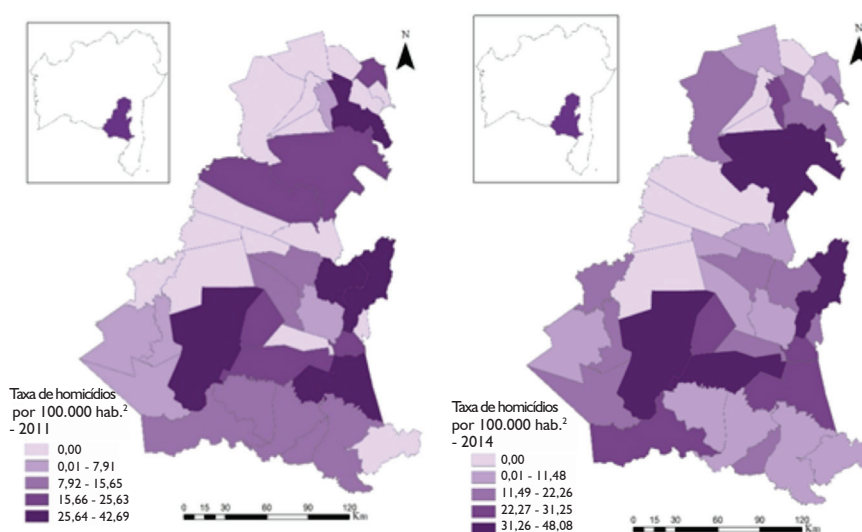 N
Taxa de homicídios
por 100.000 hab.²
- 2011
0,00
0,01 - 7,91
7,92 - 15,65
15,66 - 25,63
25,64 - 42,69
0 15 30 60 90 120
Km
N
Taxa de homicídios
por 100.000 hab.²
- 2014
0,00
0,01 - 11,48
11,49 - 22,26
22,27 - 31,25
31,26 - 48,08
0 15 30 60 90 120
Km